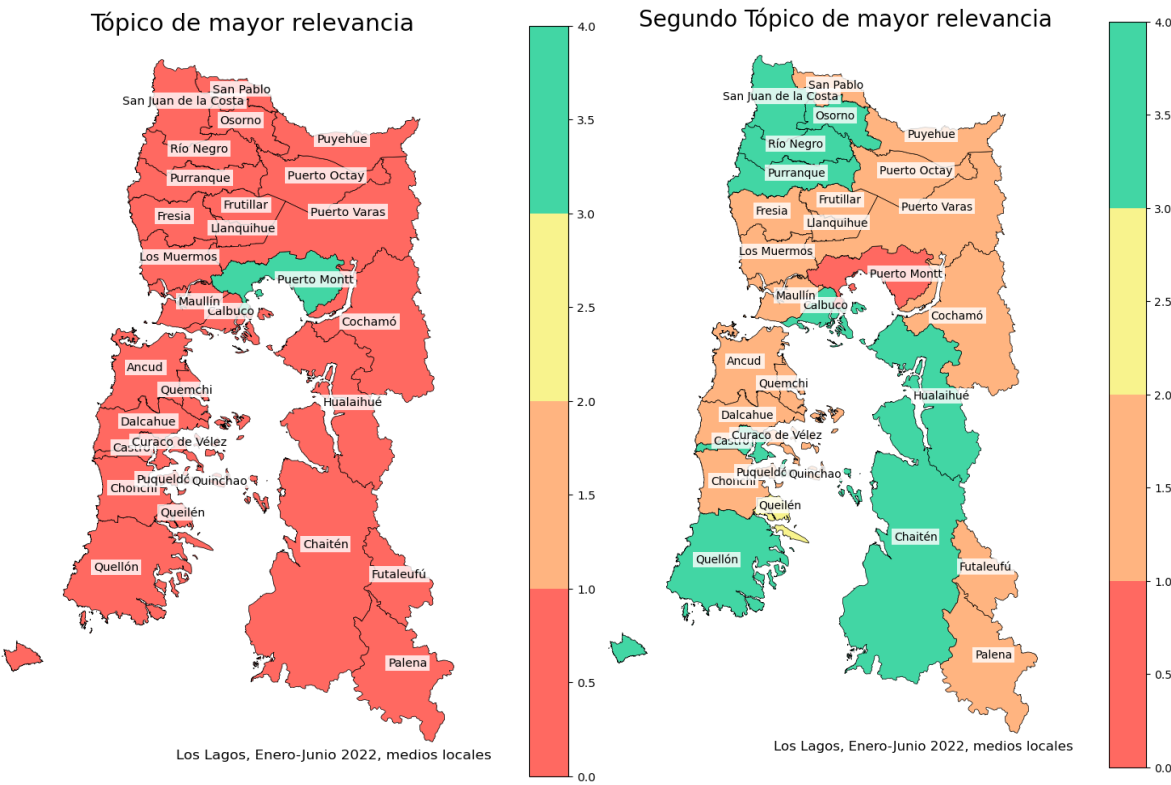 Tópico de mayor relevancia
San Pablo
San Juan de la Costa
Osorno
Puyehue
Río Negro
Purranque
Puerto Octay
Frutillar
Fresia
Puerto Varas
Llanquihue
Los Muermos
Puerto Montt
Maullín
Calbuco
Cochamó
Ancud
Quemchi
Hualaihué
Dalcahue
Curaco de Vélez
Castro
Puqueldó
Quinchao
Chonchi
Queilén
Chaitén
Quellón
Futaleufú
Palena
Los Lagos, Enero-Junio 2022, medios locales
4.0
3.5
3.0
2.5
2.0
1.5
1.0
0.5
0.0
Segundo Tópico de mayor relevancia
San Pablo
San Juan de la Costa
Osorno
Puyehue
Río Negro
Purranque
Puerto Octay
Frutillar
Fresia
Puerto Varas
Llanquihue
Los Muermos
Puerto Montt
Maullín
Calbuco
Cochamó
Ancud
Quemchi
Hualaihué
Dalcahue
Curaco de Vélez
Castro
Puqueldó
Quinchao
Chonchi
Queilén
Chaitén
Quellón
Futaleufú
Palena
Los Lagos, Enero-Junio 2022, medios locales
4.0
3.5
3.0
2.5
2.0
1.5
1.0
0.5
0.0